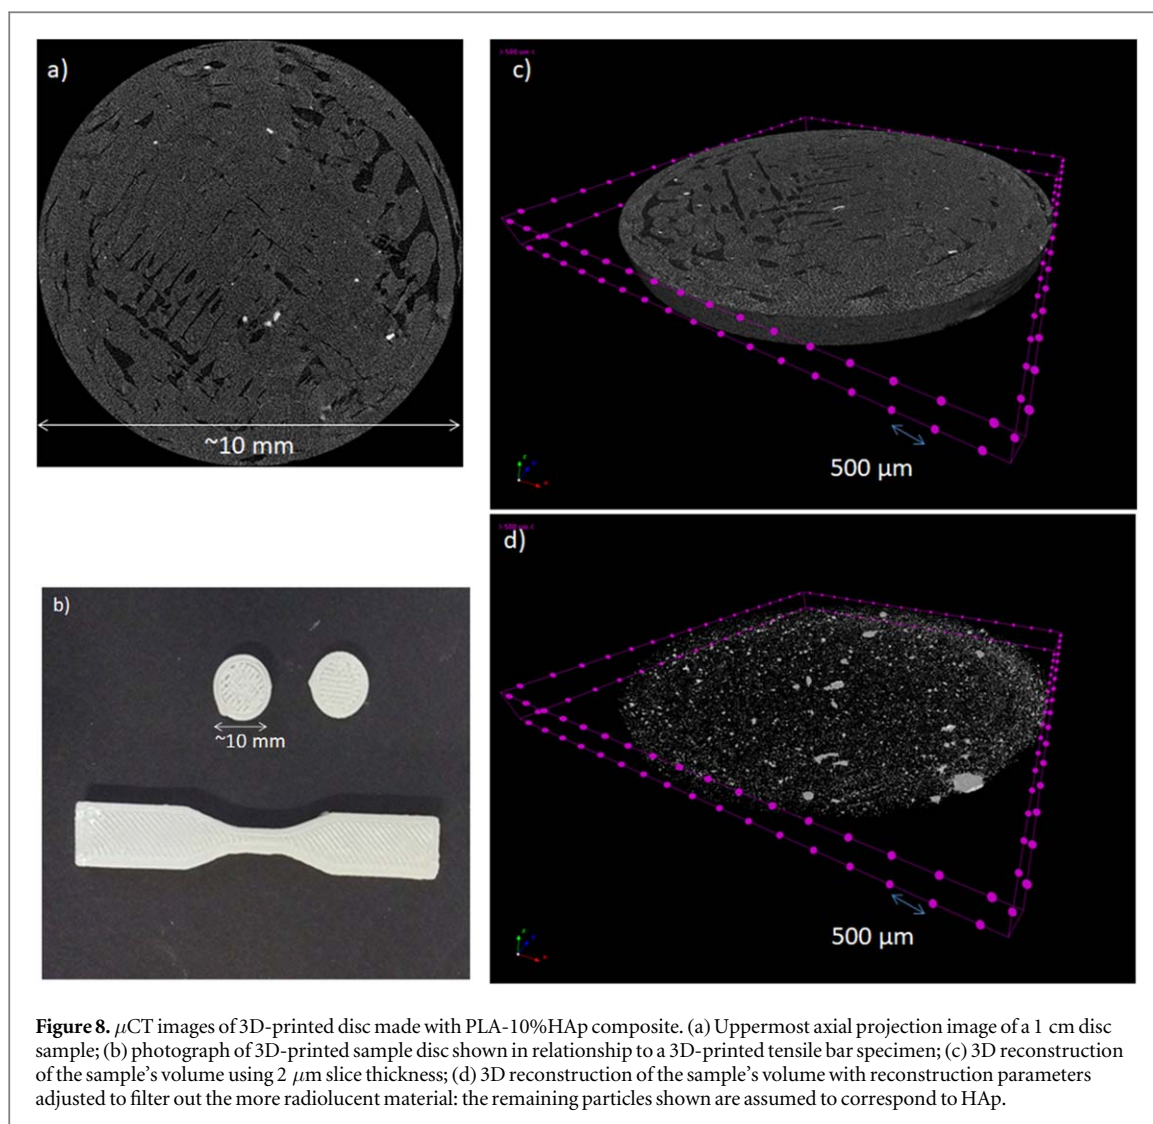 a)
~10 mm
b)
~10 mm
c)
500 μm
d)
500 μm
Figure 8. μCT images of 3D-printed disc made with PLA-10%HAp composite. (a) Uppermost axial projection image of a 1 cm disc
sample; (b) photograph of 3D-printed sample disc shown in relationship to a 3D-printed tensile bar specimen; (c) 3D reconstruction
of the sample's volume using 2 μm slice thickness; (d) 3D reconstruction of the sample's volume with reconstruction parameters
adjusted to filter out the more radiolucent material: the remaining particles shown are assumed to correspond to HAp.